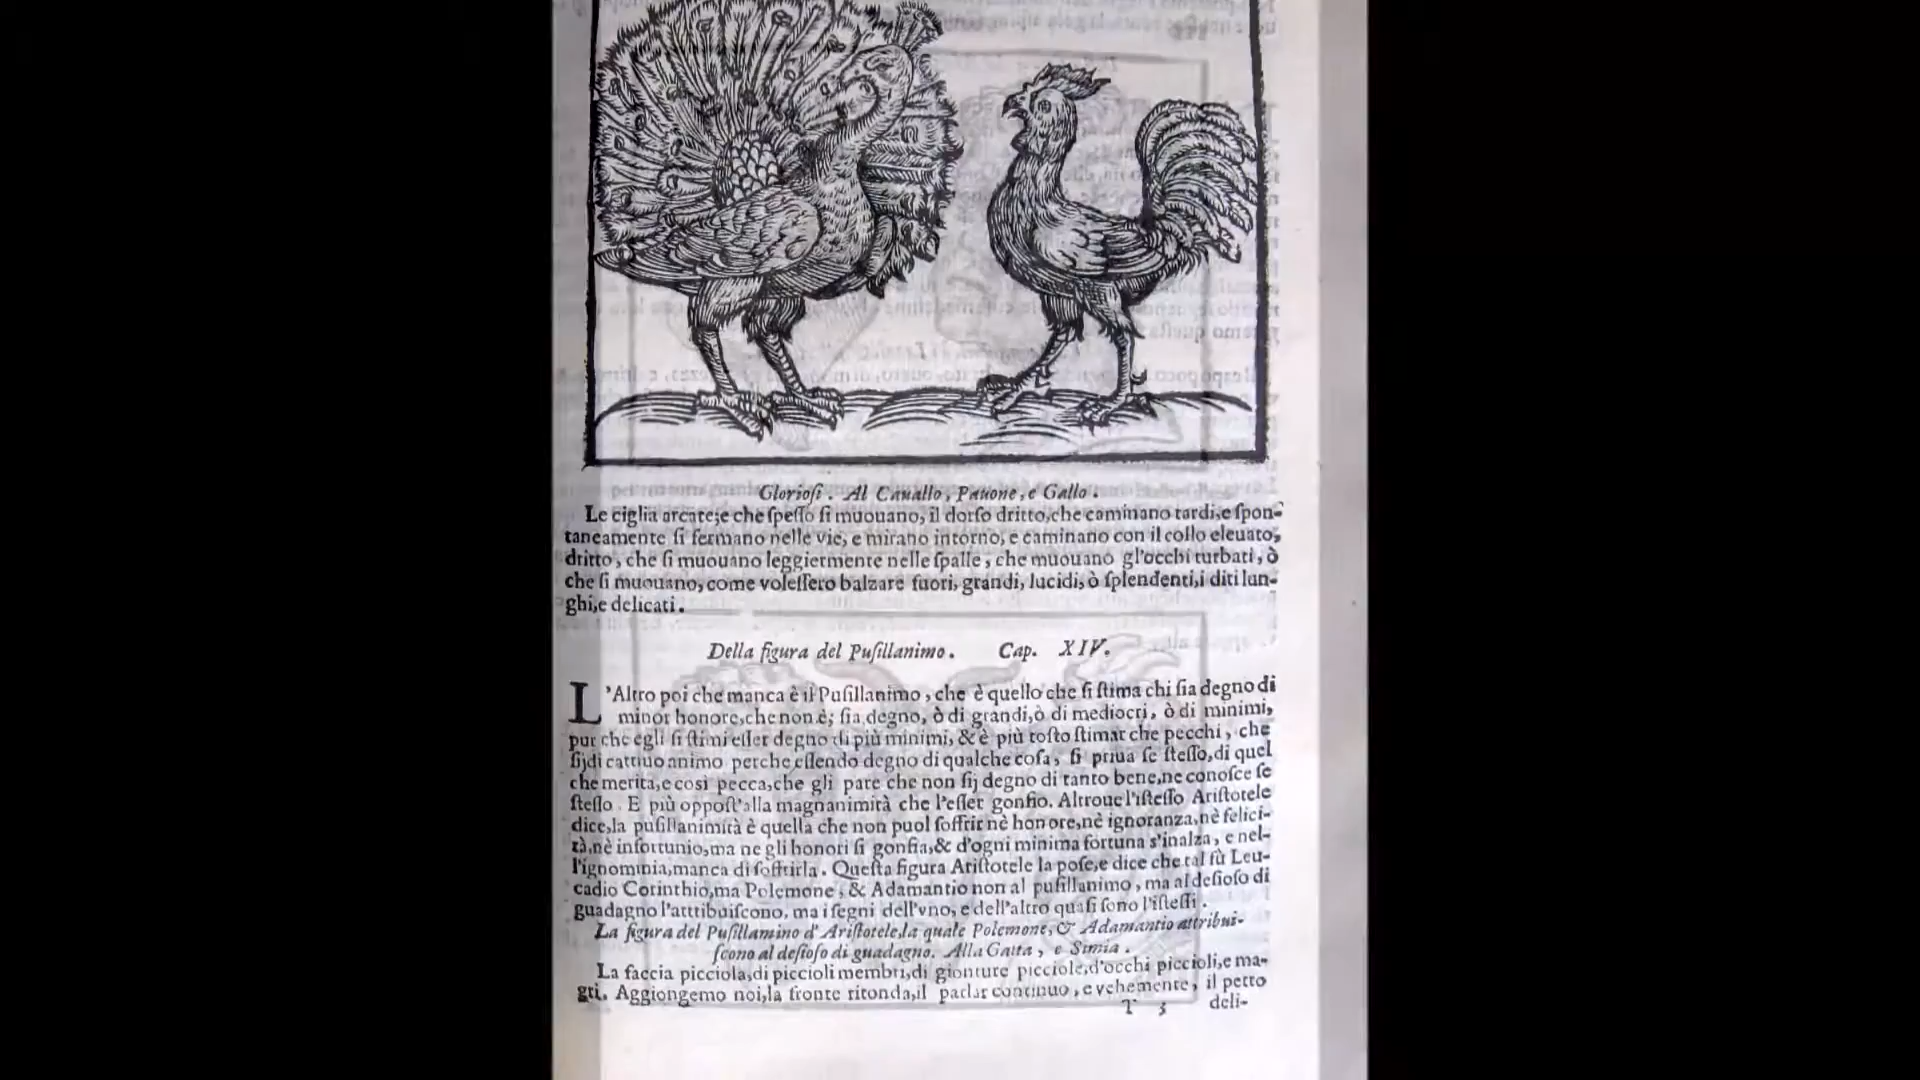 Gloriosi. Al Cauallo, Pauone, e Gallo.
Le ciglia arcate; e che ſpeſſo ſi muouano, il dorſo dritto, che caminano tardi, e ſpon-
taneamente ſi fermano nelle vie, e mirano intorno, e caminano con il collo eleuato,
dritto, che ſi muouano leggiermente nelle ſpalle, che muouano gl'occhi turbati, ò
che ſi muouano, come voleſſero balzare fuori, grandi, lucidi, ò ſplendenti, i diti lun-
ghi, e delicati.
Della figura del Puſillanimo. Cap. XIV.
L'Altro poi che manca è il Puſillanimo, che è quello che ſi ſtima chi ſia degno di
minor honore, che non è; ſia degno, ò di grandi, ò di mediocri, ò di minimi,
pur che egli ſi ſtimi eſſer degno di più minimi, & è più toſto ſtimar che pecchi, che
ſij di cattiuo animo perche eſſendo degno di qualche coſa, ſi priua ſe ſteſſo, di quel
che merita, e così pecca, che gli pare che non ſij degno di tanto bene, ne conoſce ſe
ſteſſo. E più oppoſt'alla magnanimità che l'eſſer gonfio. Altroue l'iſteſſo Ariſtotele
dice, la puſillanimità è quella che non puol ſoffrir nè honore, nè ignoranza, nè felici-
tà, nè infortunio, ma ne gli honori ſi gonfia, & d'ogni minima fortuna s'inalza, e nel-
l'ignominia, manca di ſoffrirla. Queſta figura Ariſtotele la poſe, e dice che tal fù Leu-
cadio Corinthio, ma Polemone, & Adamantio non al puſillanimo, ma al deſioſo di
guadagno l'atttibuiſcono, ma i ſegni dell'vno, e dell'altro quaſi ſono l'iſteſſi.
La figura del Puſillamino d'Ariſtotele, la quale Polemone, & Adamantio attribui-
ſcono al deſioſo di guadagno. Alla Gatta, e Simia.
La faccia picciola, di piccioli membri, di gionture picciole, d'occhi piccioli, e ma-
gri. Aggiongemo noi, la fronte ritonda, il parlar continuo, e vehemente, il petto
T 3 deli-